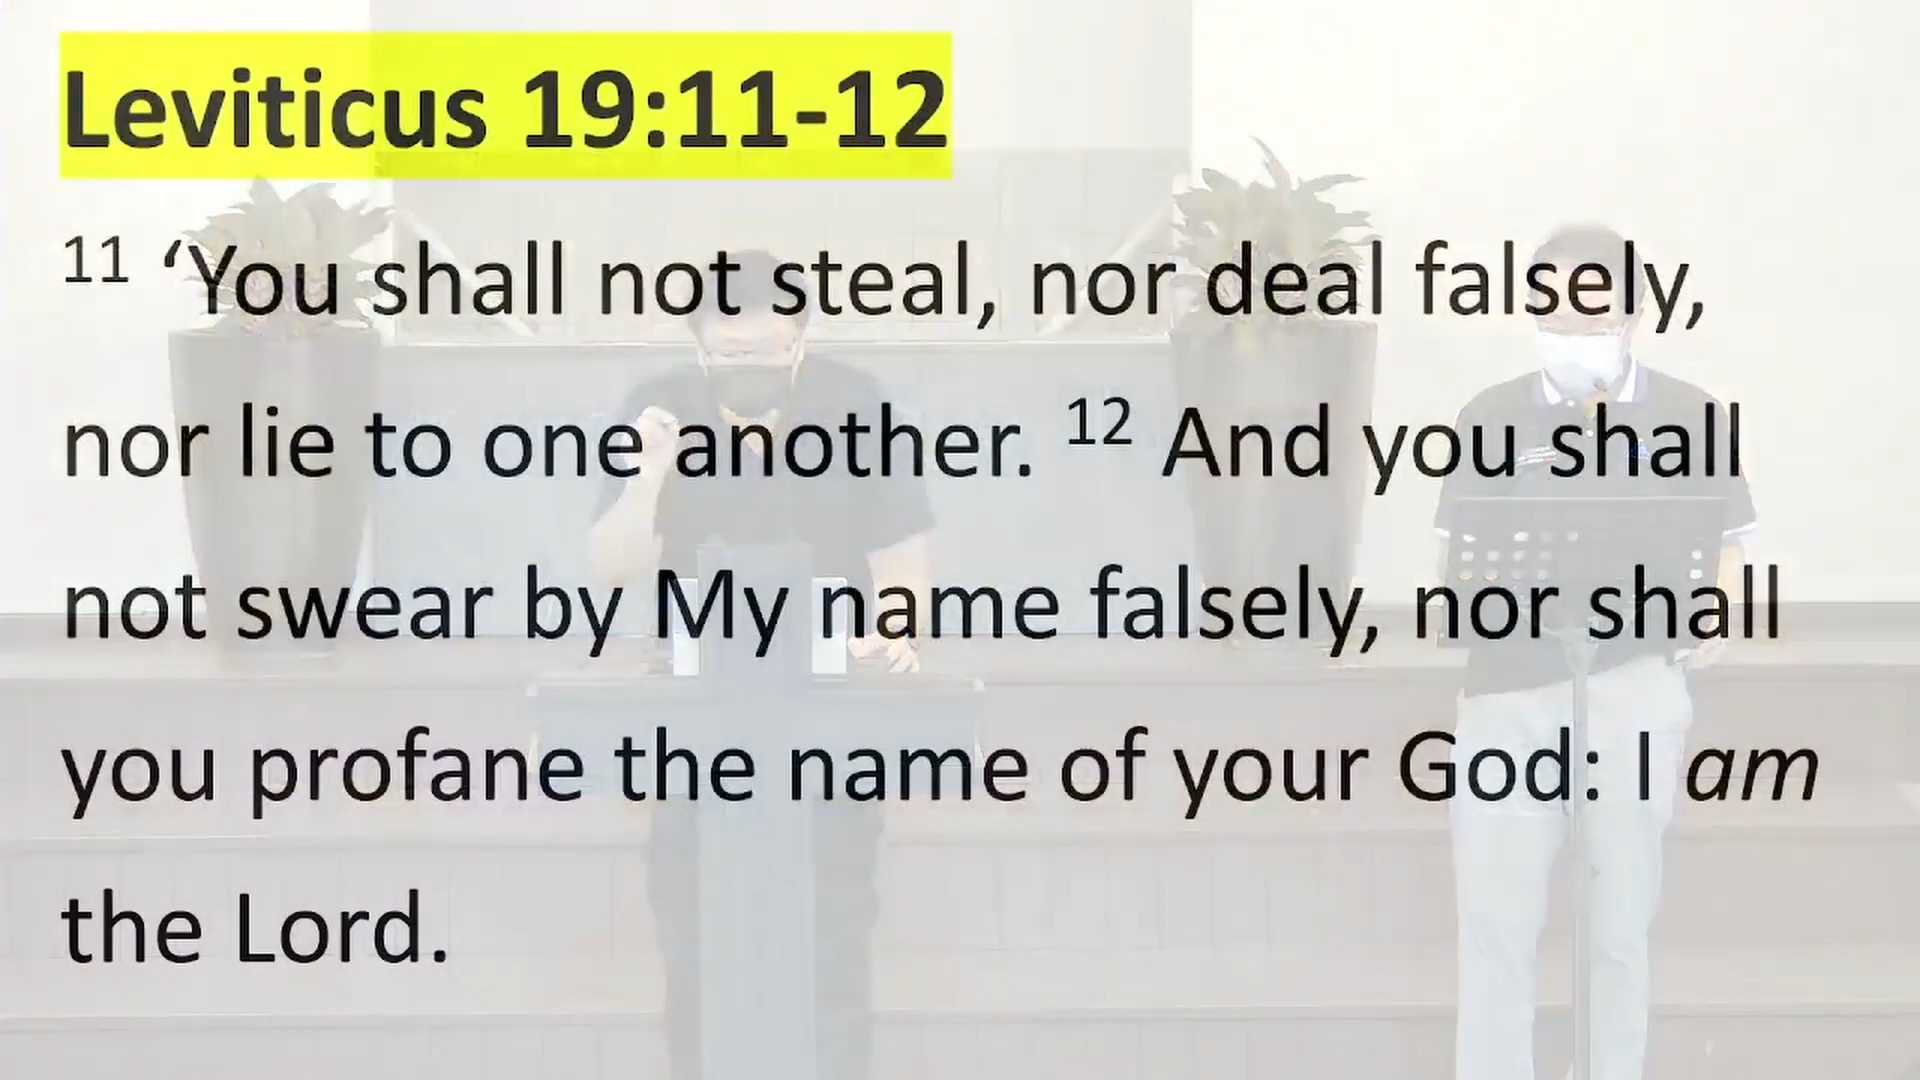 Leviticus 19:11-12
11 ‘You shall not steal, nor deal falsely,
nor lie to one another. 12 And you shall
not swear by My name falsely, nor shall
you profane the name of your God: I am
the Lord.